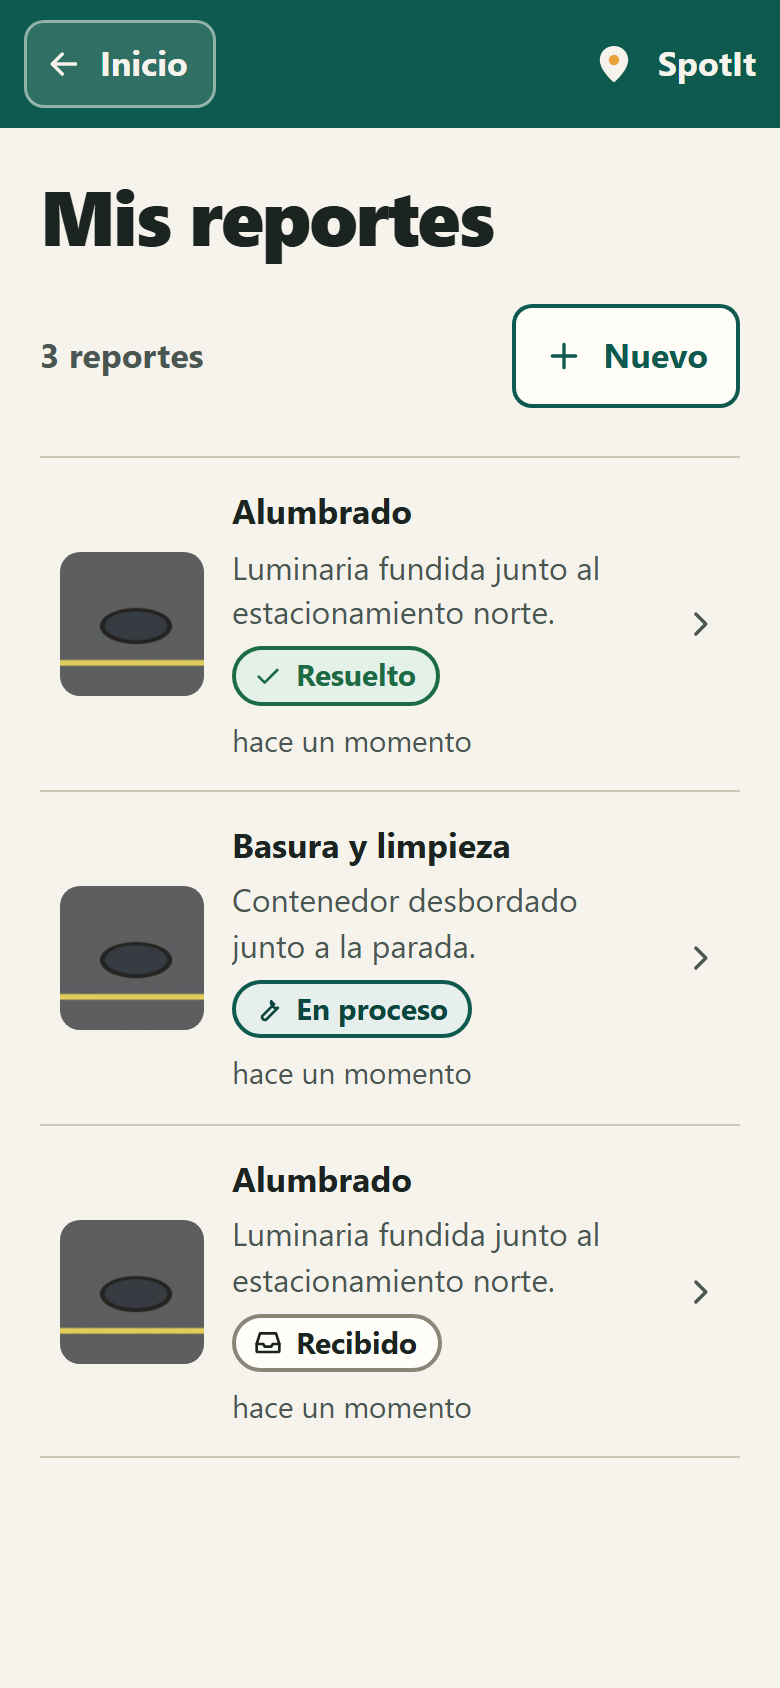 Inicio
SpotIt
Mis reportes
3 reportes
Nuevo
Alumbrado
Luminaria fundida junto al
estacionamiento norte.
Resuelto
hace un momento
Basura y limpieza
Contenedor desbordado
junto a la parada.
En proceso
hace un momento
Alumbrado
Luminaria fundida junto al
estacionamiento norte.
Recibido
hace un momento